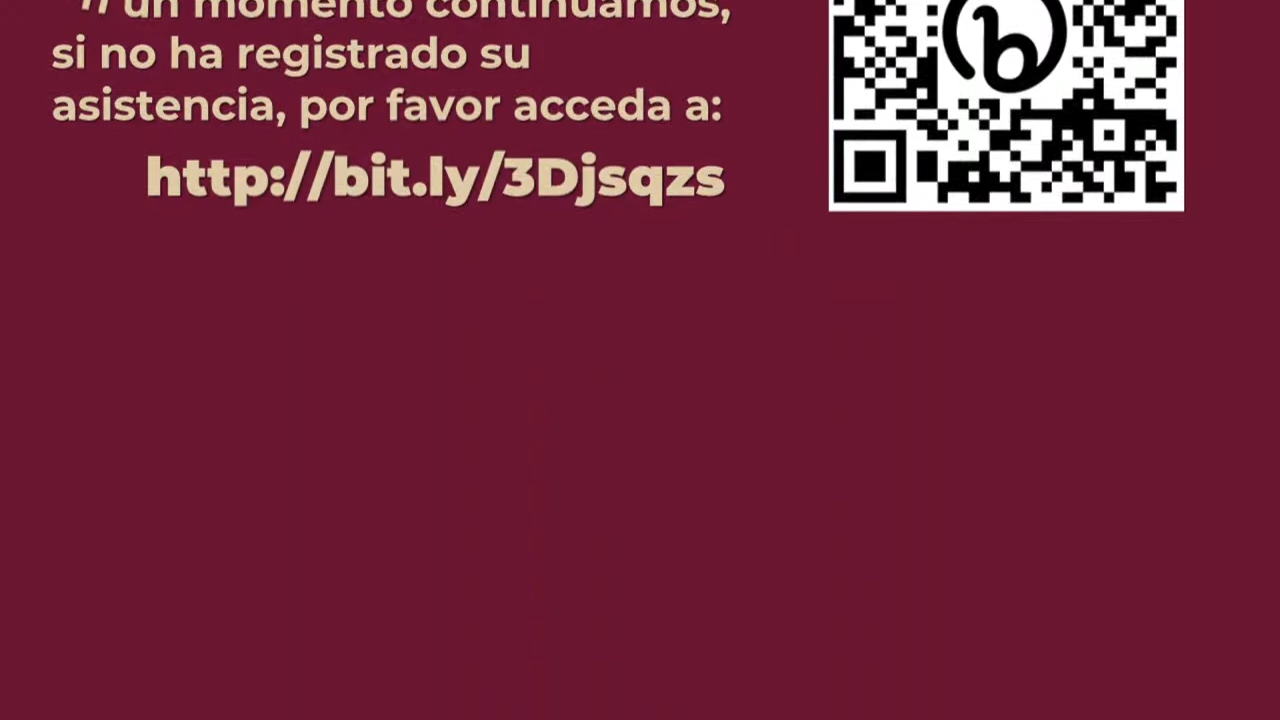 un momento continuamos,
si no ha registrado su
asistencia, por favor acceda a:
http://bit.ly/3Djsqzs